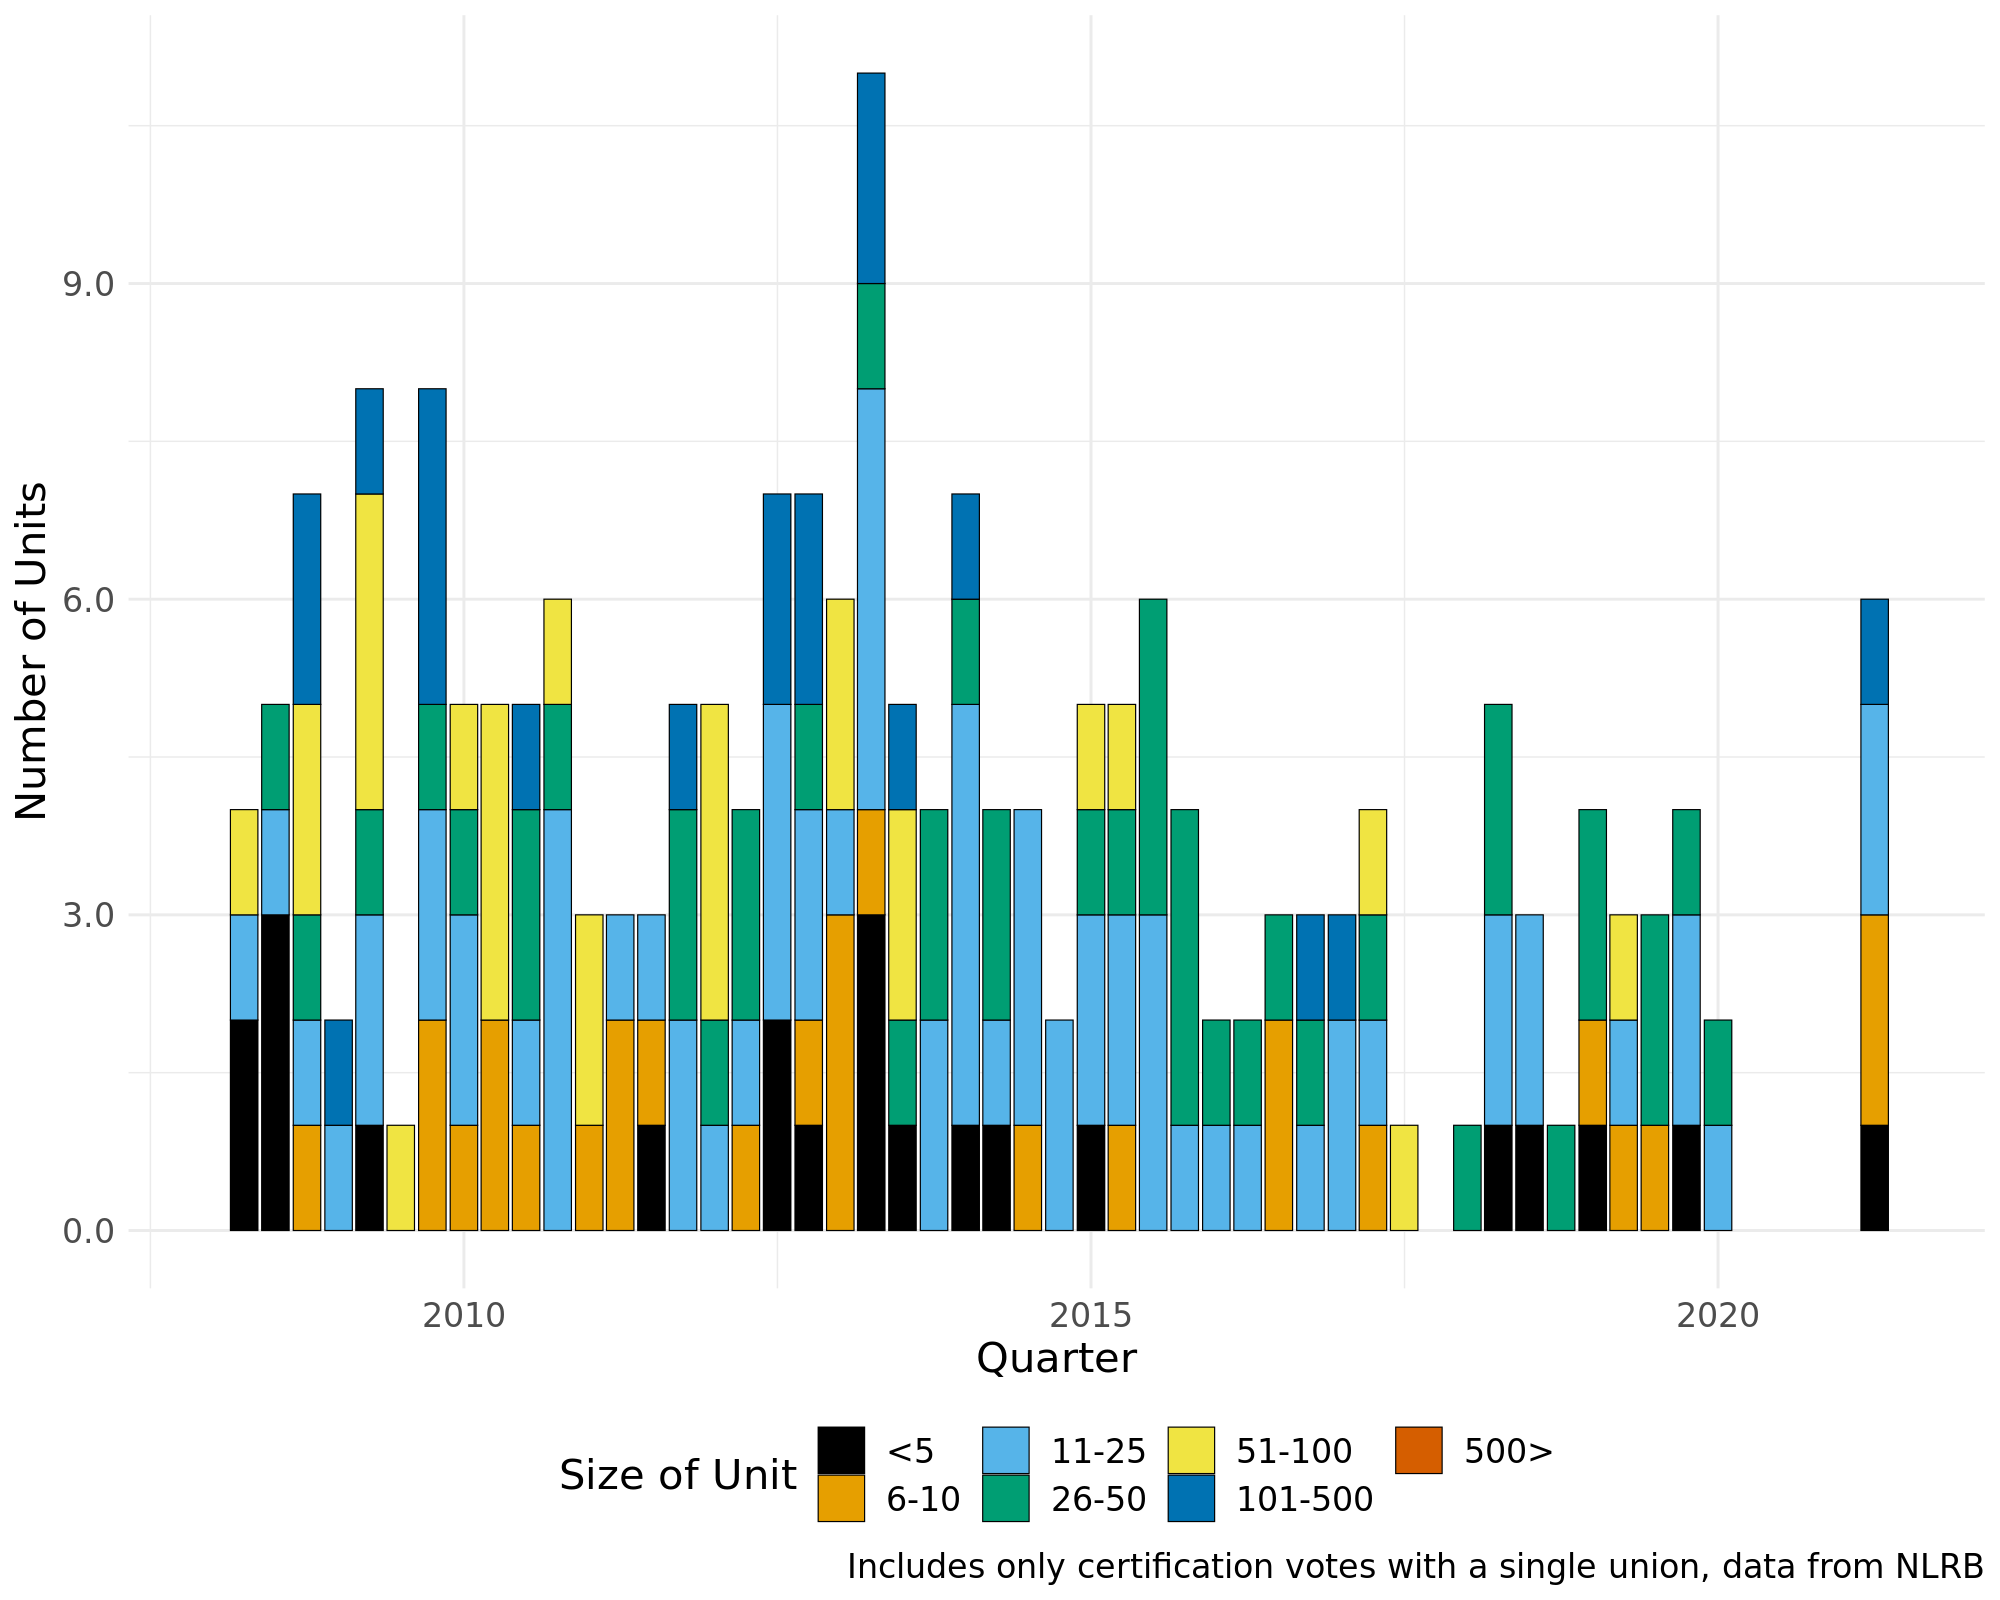 Number of Units
9.0
6.0
3.0
0.0
2010 2015 2020
Quarter
Size of Unit
<5 11-25 51-100 500>
6-10 26-50 101-500
Includes only certification votes with a single union, data from NLRB